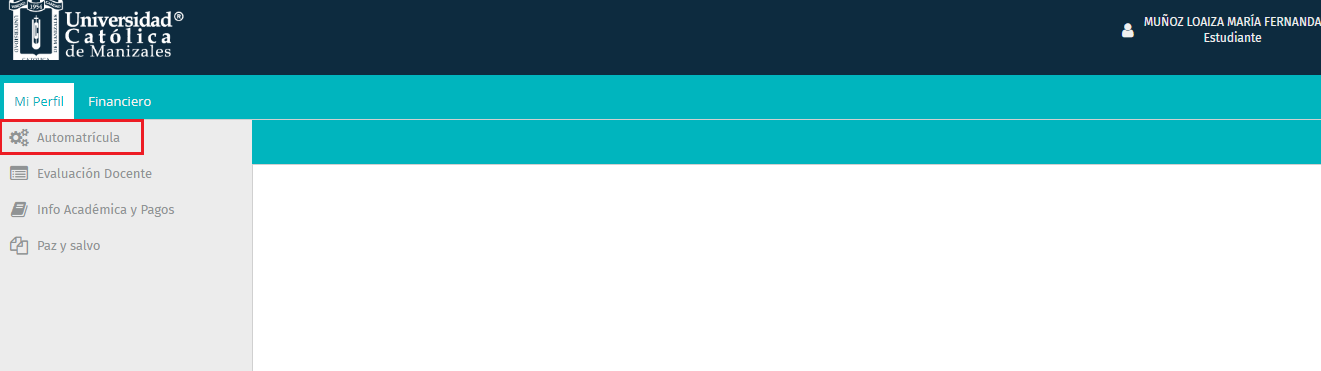 1954
Universidad®
Católica
de Manizales
MUÑOZ LOAIZA MARÍA FERNANDA
Estudiante
Mi Perfil
Financiero
Automatrícula
Evaluación Docente
Info Académica y Pagos
Paz y salvo